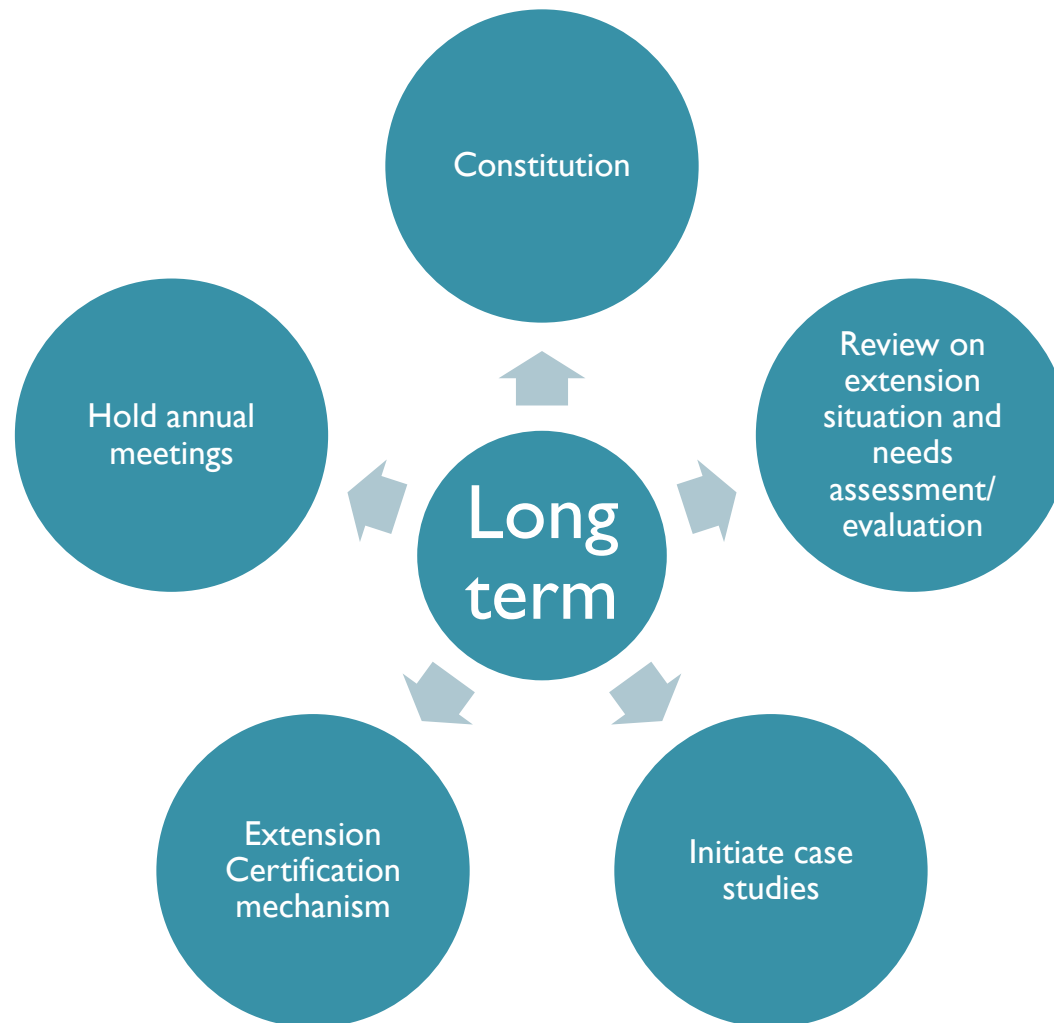 Constitution
Review on
extension
situation and
needs
assessment/
evaluation
Initiate case
studies
Extension
Certification
mechanism
Hold annual
meetings
Long
term